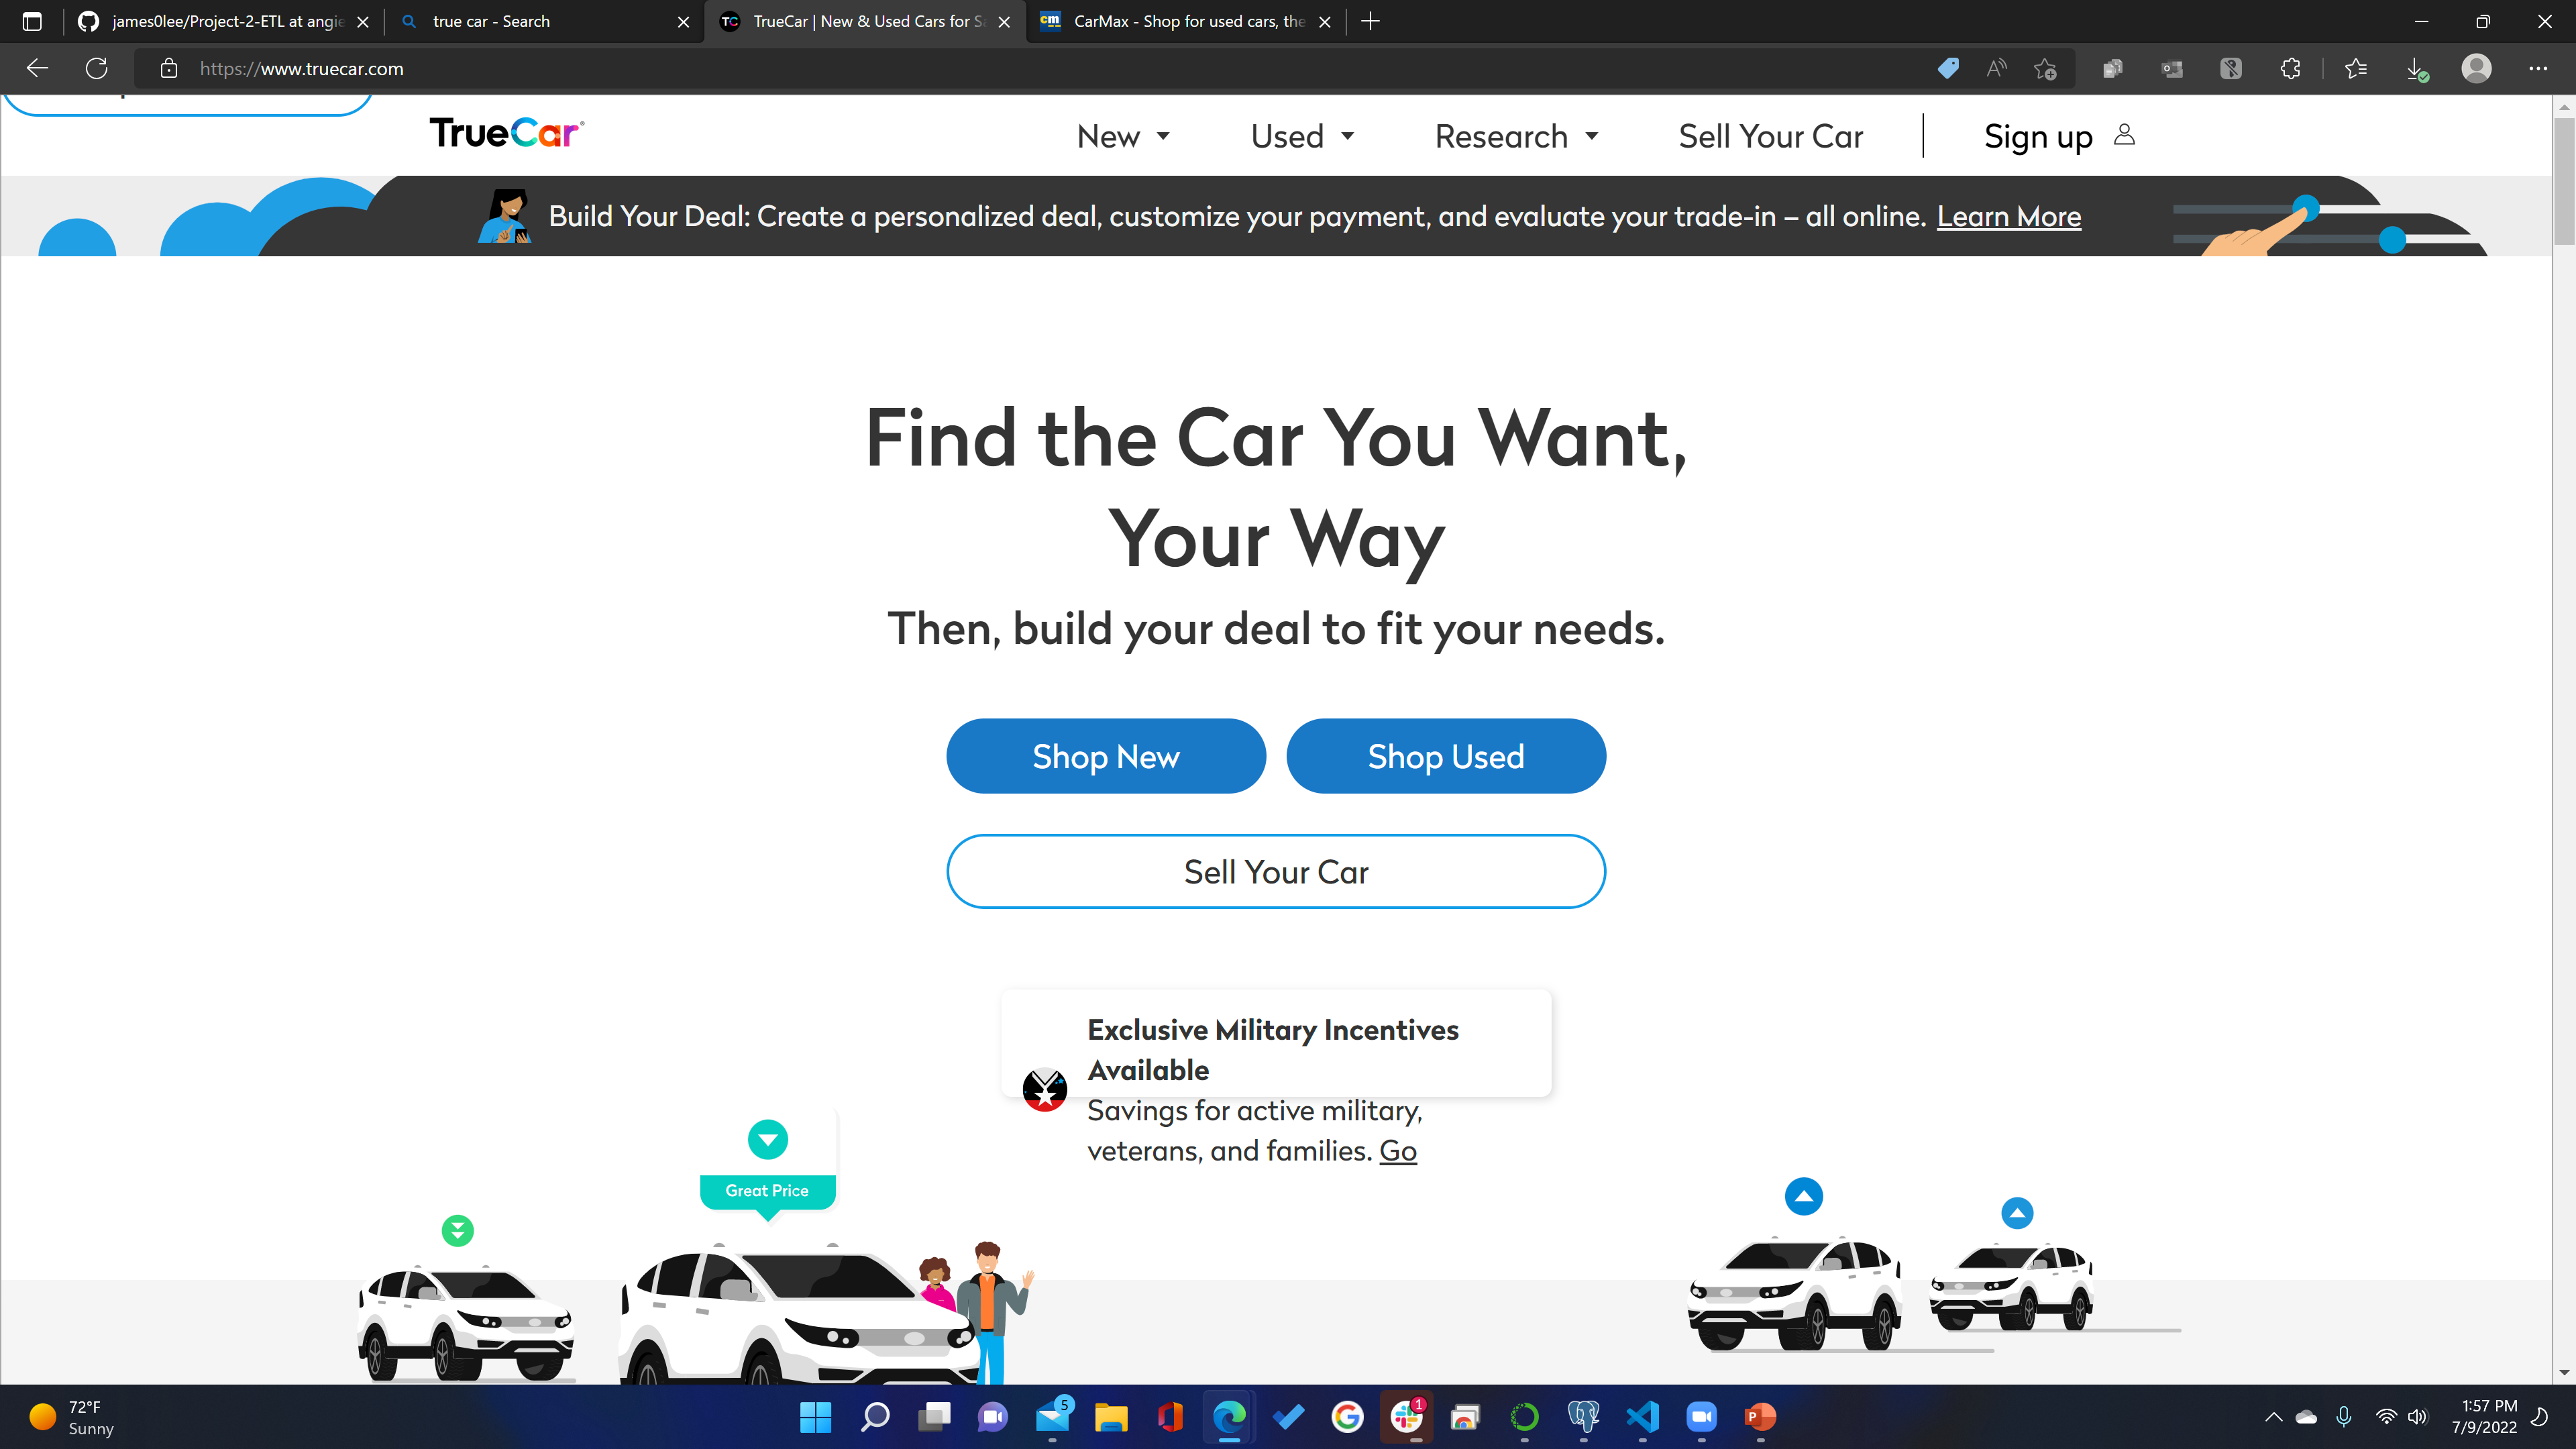 james0lee/Project-2-ETL at angie
true car - Search
TC
TrueCar | New & Used Cars for Sa
cm
CarMax - Shop for used cars, the
https://www.truecar.com
TrueCar
New
Used
Research
Sell Your Car
Sign up
Build Your Deal: Create a personalized deal, customize your payment, and evaluate your trade-in – all online. Learn More
Find the Car You Want,
Your Way
Then, build your deal to fit your needs.
Shop New
Shop Used
Sell Your Car
Exclusive Military Incentives
Available
Savings for active military,
veterans, and families. Go
Great Price
72°F
Sunny
5
1
1:57 PM
7/9/2022